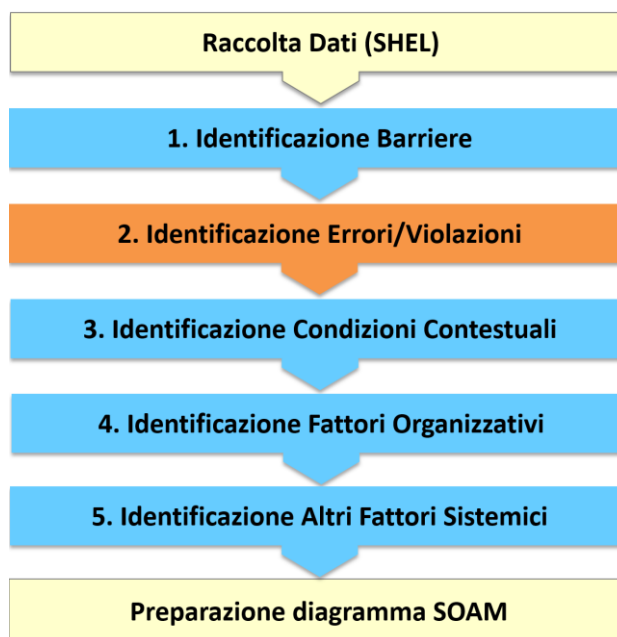 Raccolta Dati (SHEL)
1. Identificazione Barriere
2. Identificazione Errori/Violazioni
3. Identificazione Condizioni Contestuali
4. Identificazione Fattori Organizzativi
5. Identificazione Altri Fattori Sistemici
Preparazione diagramma SOAM